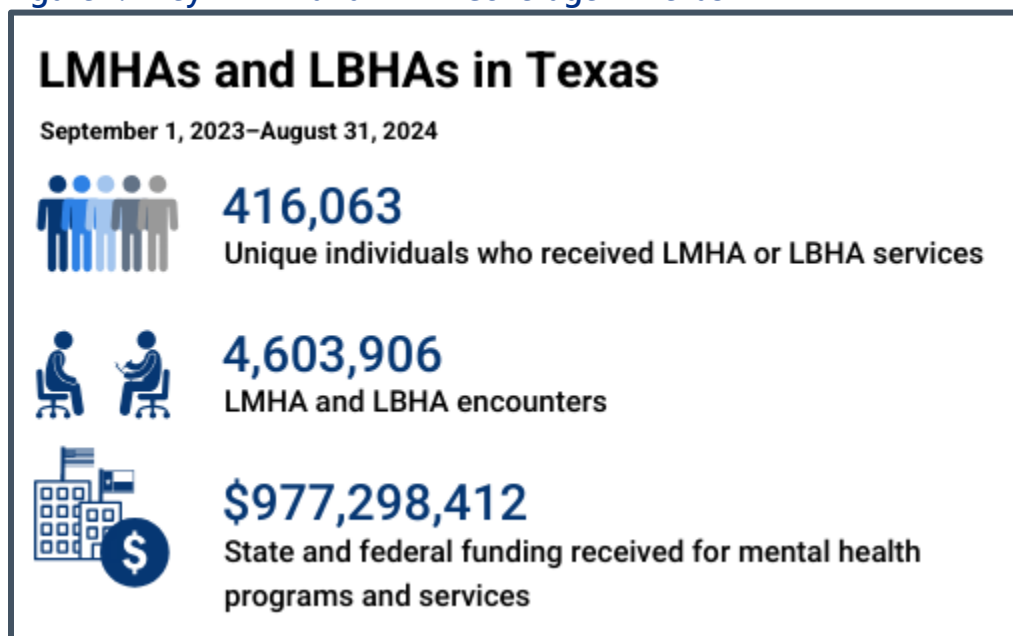 LMHAs and LBHAs in Texas
September 1, 2023–August 31, 2024
416,063
Unique individuals who received LMHA or LBHA services
4,603,906
LMHA and LBHA encounters
$977,298,412
State and federal funding received for mental health
programs and services
$